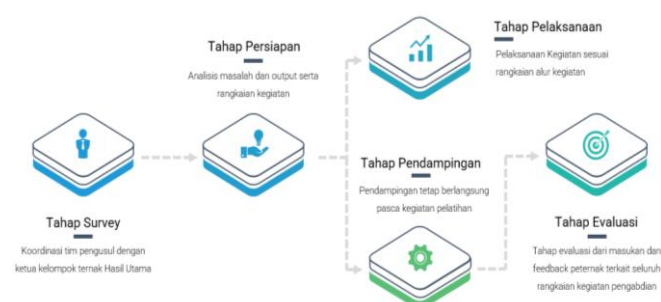 Tahap Survey
Koordinasi tim pengusul dengan
ketua kelompok ternak Hasil Utama
Tahap Persiapan
Analisis masalah dan output serta
rangkaian kegiatan
Tahap Pelaksanaan
Pelaksanaan Kegiatan sesuai
rangkaian alur kegiatan
Tahap Pendampingan
Pendampingan tetap berlangsung
pasca kegiatan pelatihan
Tahap Evaluasi
Tahap evaluasi dari masukan dan
feedback peternak terkait seluruh
rangkaian kegiatan pengabdian